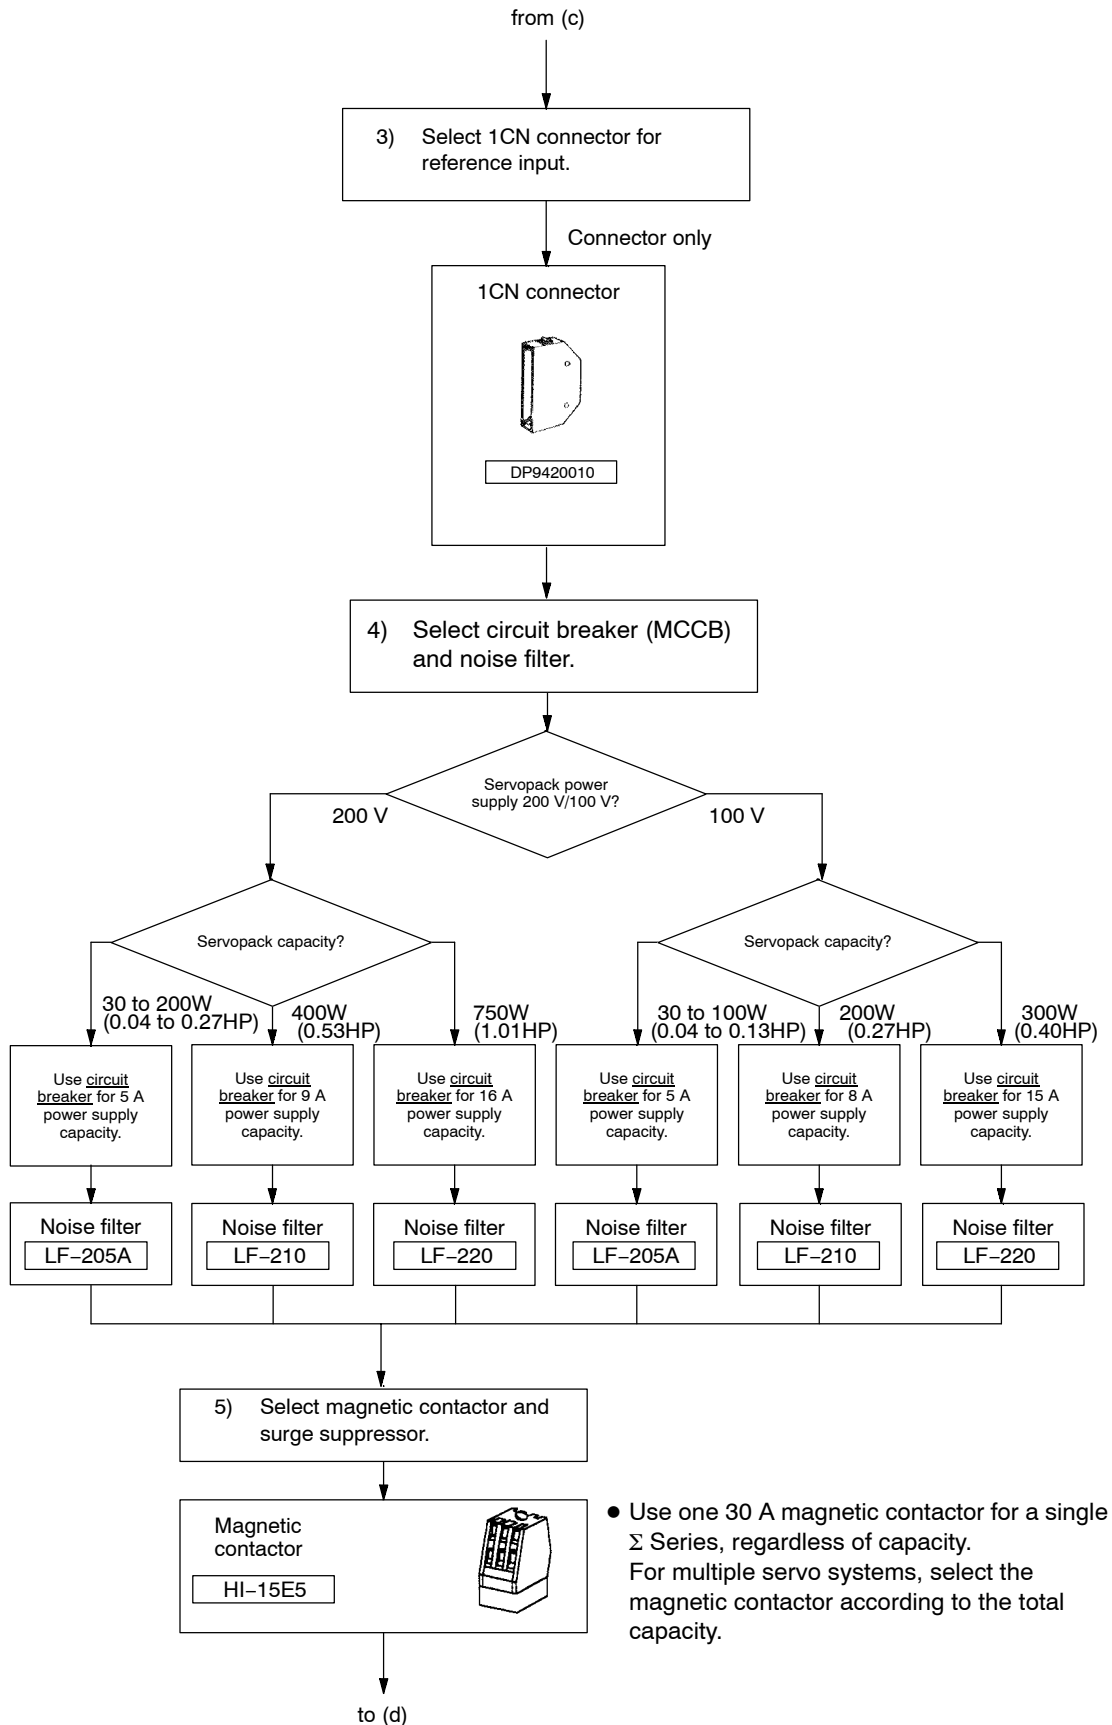 from (c)
3) Select 1CN connector for
reference input.
Connector only
1CN connector
DP9420010
4) Select circuit breaker (MCCB)
and noise filter.
Servopack power
supply 200 V/100 V?
200 V
100 V
Servopack capacity?
Servopack capacity?
30 to 200W
(0.04 to 0.27HP)
400W
(0.53HP)
750W
(1.01HP)
30 to 100W
(0.04 to 0.13HP)
200W
(0.27HP)
300W
(0.40HP)
Use circuit
breaker for 5 A
power supply
capacity.
Use circuit
breaker for 9 A
power supply
capacity.
Use circuit
breaker for 16 A
power supply
capacity.
Use circuit
breaker for 5 A
power supply
capacity.
Use circuit
breaker for 8 A
power supply
capacity.
Use circuit
breaker for 15 A
power supply
capacity.
Noise filter
LF−205A
Noise filter
LF−210
Noise filter
LF−220
Noise filter
LF−205A
Noise filter
LF−210
Noise filter
LF−220
5) Select magnetic contactor and
surge suppressor.
Magnetic
contactor
HI−15E5
● Use one 30 A magnetic contactor for a single
Σ Series, regardless of capacity.
For multiple servo systems, select the
magnetic contactor according to the total
capacity.
to (d)